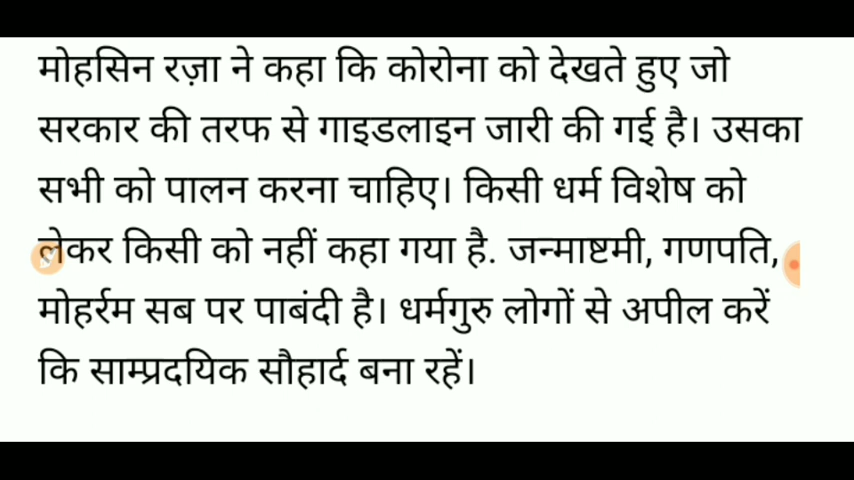 मोहसिन रज़ा ने कहा कि कोरोना को देखते हुए जो
सरकार की तरफ से गाइडलाइन जारी की गई है। उसका
सभी को पालन करना चाहिए। किसी धर्म विशेष को
लेकर किसी को नहीं कहा गया है. जन्माष्टमी, गणपति,
मोहर्रम सब पर पाबंदी है। धर्मगुरु लोगों से अपील करें
कि साम्प्रदयिक सौहार्द बना रहें।